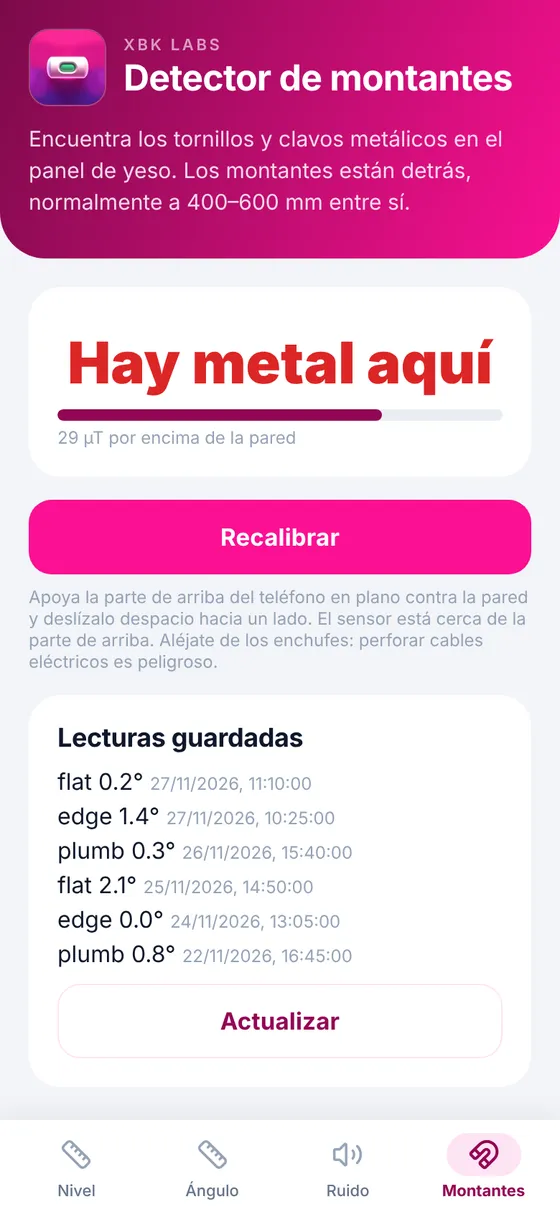 XBK LABS
Detector de montantes
Encuentra los tornillos y clavos metálicos en el
panel de yeso. Los montantes están detrás,
normalmente a 400–600 mm entre sí.
Hay metal aquí
29 µT por encima de la pared
Recalibrar
Apoya la parte de arriba del teléfono en plano contra la pared
y deslízalo despacio hacia un lado. El sensor está cerca de la
parte de arriba. Aléjate de los enchufes: perforar cables
eléctricos es peligroso.
Lecturas guardadas
flat 0.2° 27/11/2026, 11:10:00
edge 1.4° 27/11/2026, 10:25:00
plumb 0.3° 26/11/2026, 15:40:00
flat 2.1° 25/11/2026, 14:50:00
edge 0.0° 24/11/2026, 13:05:00
plumb 0.8° 22/11/2026, 16:45:00
Actualizar
Nivel
Ángulo
Ruido
Montantes